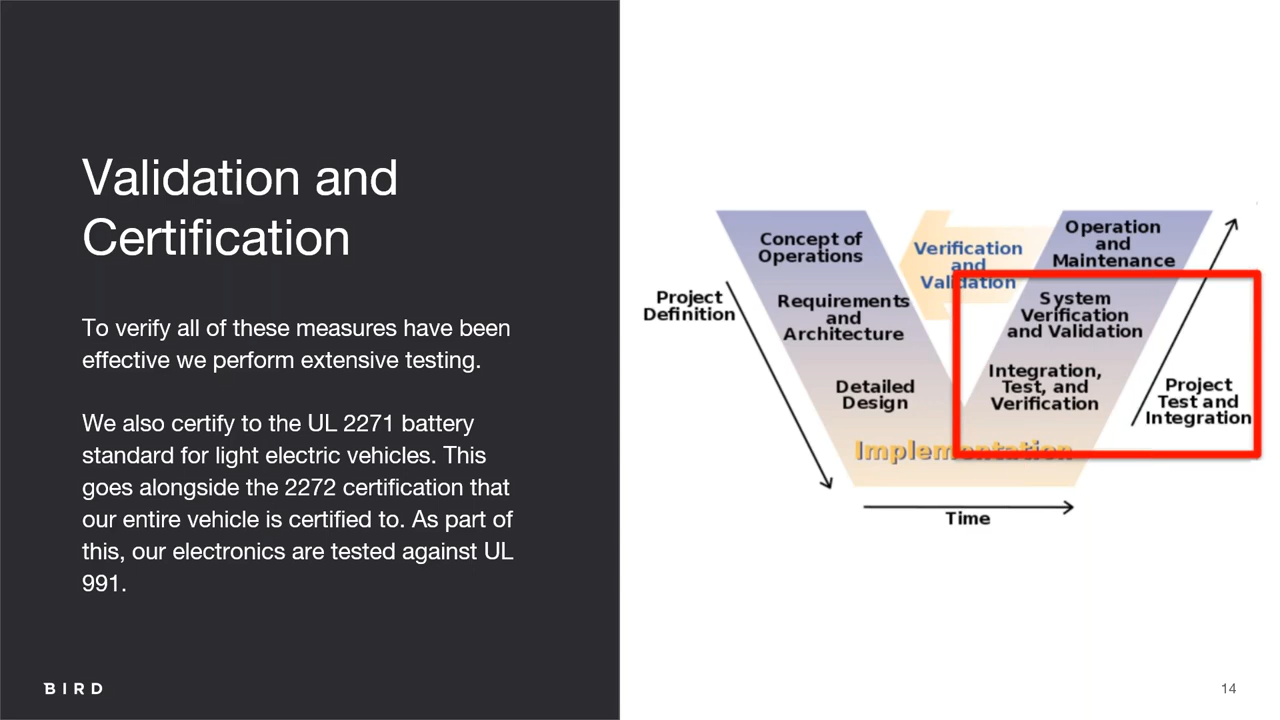 Validation and
Certification
To verify all of these measures have been
effective we perform extensive testing.
We also certify to the UL 2271 battery
standard for light electric vehicles. This
goes alongside the 2272 certification that
our entire vehicle is certified to. As part of
this, our electronics are tested against UL
991.
BIRD
Project
Definition
Concept of
Operations
Requirements
and
Architecture
Detailed
Design
Verification
and
Validation
Implementation
Operation
and
Maintenance
System
Verification
and Validation
Integration,
Test, and
Verification
Project
Test and
Integration
Time
14